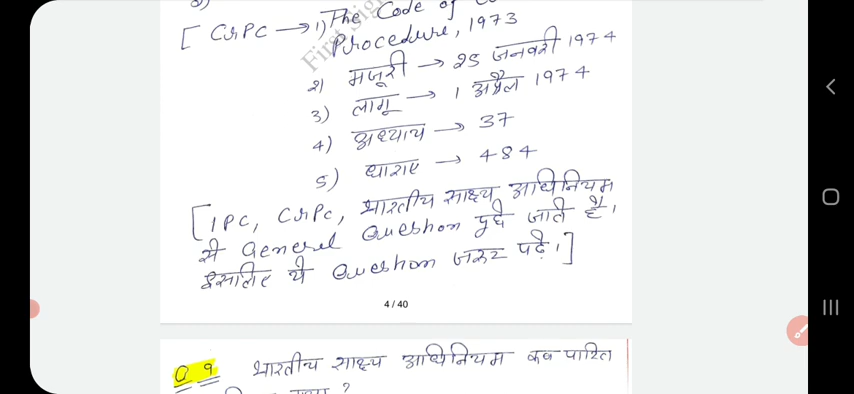 [ CrPC → 1) The Code of
Procedure, 1973
2) मजूरी → 25 जनवरी 1974
3) लागू → 1 अप्रैल 1974
4) अध्याय → 37
5) धाराए → 484
[ IPC, CrPC, भारतीय साक्ष्य अधिनियम
से General Question पुछे जाते है।
इसलिए ये Question जरूर पढ़े।]
4 / 40
Q 9 भारतीय साक्ष्य अधिनियम कब पारित
?
First